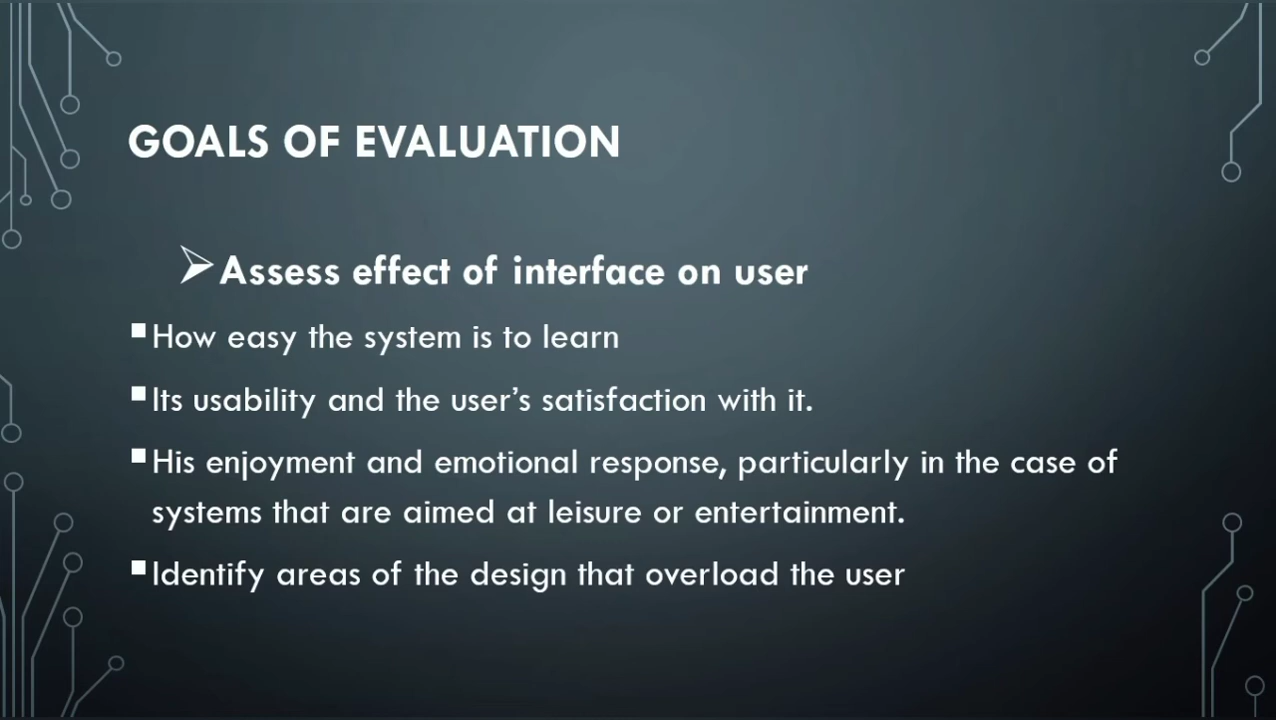 GOALS OF EVALUATION
Assess effect of interface on user
How easy the system is to learn
Its usability and the user’s satisfaction with it.
His enjoyment and emotional response, particularly in the case of
systems that are aimed at leisure or entertainment.
Identify areas of the design that overload the user